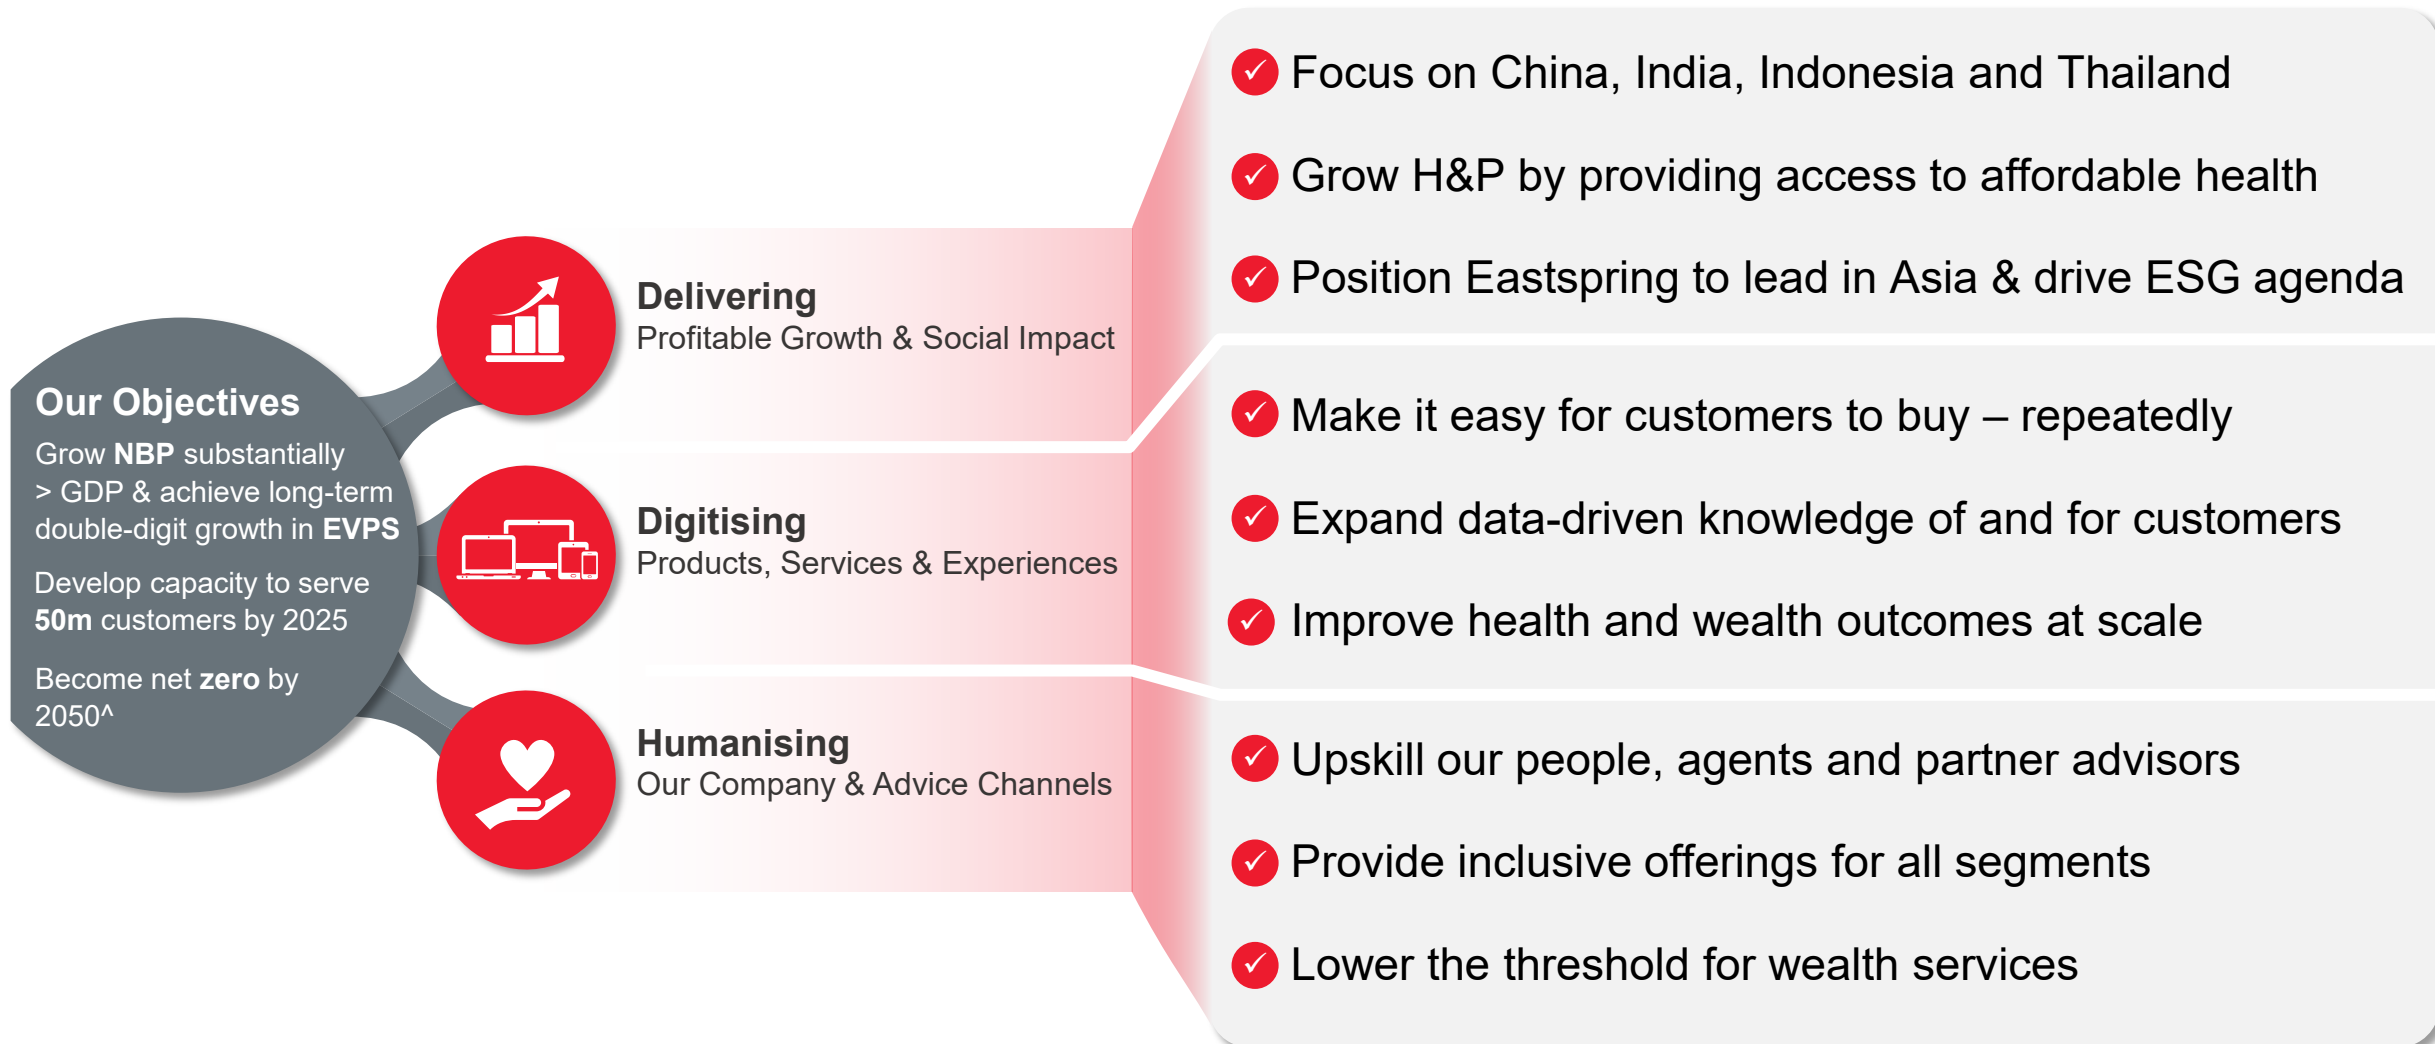 Our Objectives
Grow NBP substantially
> GDP & achieve long-term
double-digit growth in EVPS
Develop capacity to serve
50m customers by 2025
Become net zero by
2050^
Delivering
Profitable Growth & Social Impact
Focus on China, India, Indonesia and Thailand
Grow H&P by providing access to affordable health
Position Eastspring to lead in Asia & drive ESG agenda
Digitising
Products, Services & Experiences
Make it easy for customers to buy – repeatedly
Expand data-driven knowledge of and for customers
Improve health and wealth outcomes at scale
Humanising
Our Company & Advice Channels
Upskill our people, agents and partner advisors
Provide inclusive offerings for all segments
Lower the threshold for wealth services